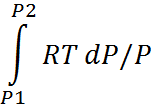 P2
∫ RT dP/P
P1